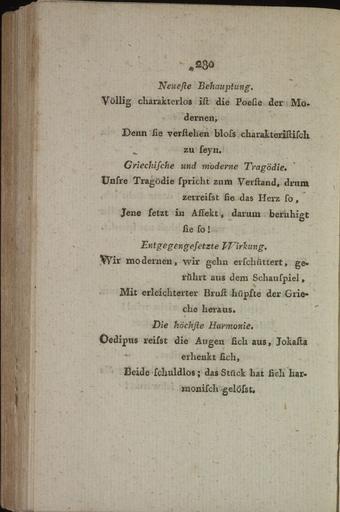 230
Neueſte Behauptung.
Völlig charakterlos iſt die Poeſie der Mo-
dernen,
Denn ſie verſtehen bloſs charakteriſtiſch
zu ſeyn.
Griechiſche und moderne Tragödie.
Unſre Tragödie ſpricht zum Verſtand, drum
zerreiſst ſie das Herz ſo,
Jene ſetzt in Affekt, darum beruhigt
ſie ſo!
Entgegengeſetzte Wirkung.
Wir modernen, wir gehn erſchüttert, ge-
rührt aus dem Schauſpiel,
Mit erleichterter Bruſt hüpfte der Grie-
che heraus.
Die höchſte Harmonie.
Oedipus reiſst die Augen ſich aus, Jokaſta
erhenkt ſich,
Beide ſchuldlos; das Stück hat ſich har-
moniſch gelöſst.